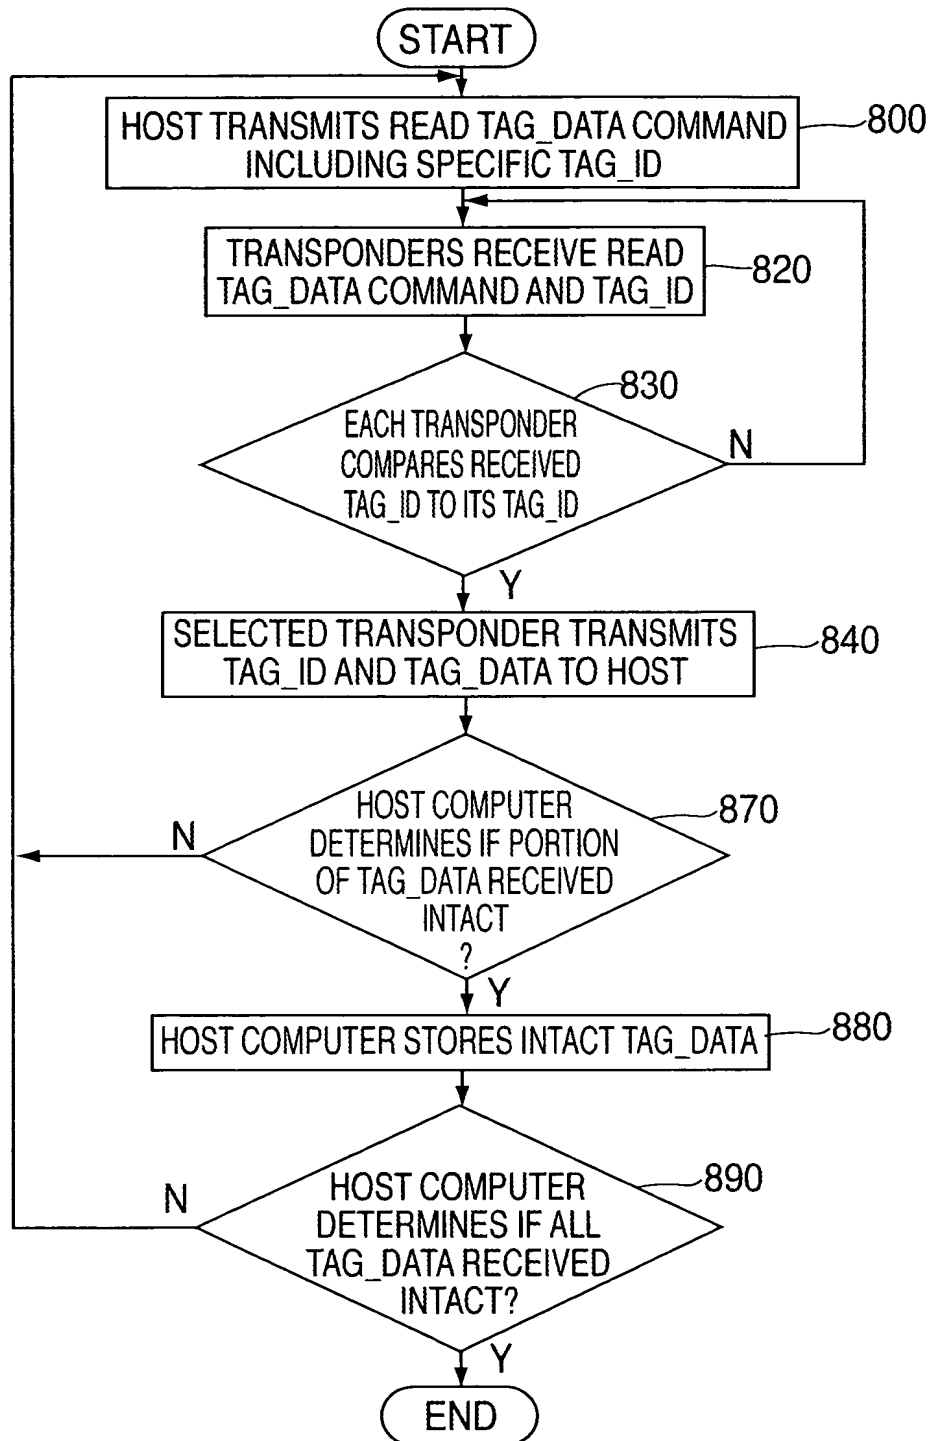 START
HOST TRANSMITS READ TAG_DATA COMMAND
INCLUDING SPECIFIC TAG_ID
800
TRANSPONDERS RECEIVE READ
TAG_DATA COMMAND AND TAG_ID
820
830
EACH TRANSPONDER
COMPARES RECEIVED
TAG_ID TO ITS TAG_ID
N
Y
SELECTED TRANSPONDER TRANSMITS
TAG_ID AND TAG_DATA TO HOST
840
HOST COMPUTER
DETERMINES IF PORTION
OF TAG_DATA RECEIVED
INTACT
?
870
N
Y
HOST COMPUTER STORES INTACT TAG_DATA
880
HOST COMPUTER
DETERMINES IF ALL
TAG_DATA RECEIVED
INTACT?
890
N
Y
END